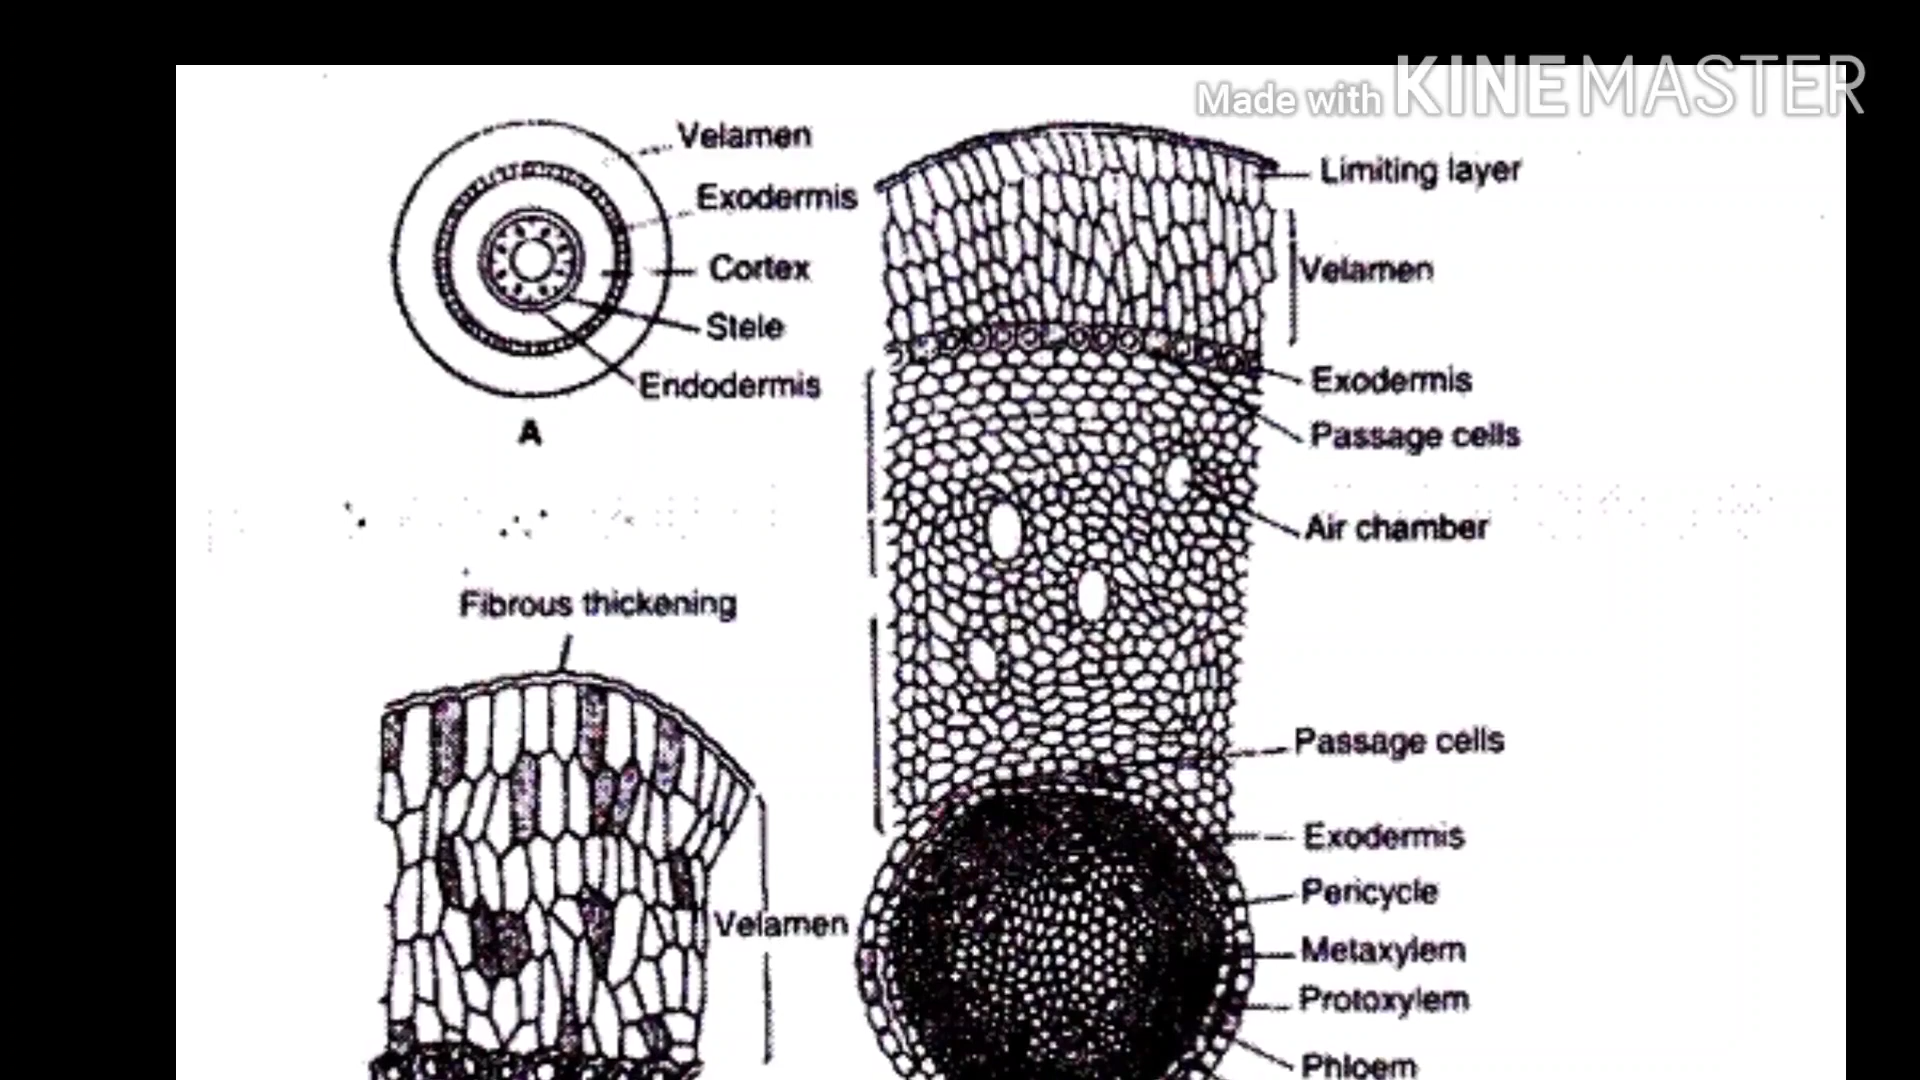 Made with KINEMASTER
Velamen
Exodermis
Cortex
Stele
Endodermis
A
Fibrous thickening
Velamen
Limiting layer
Velamen
Exodermis
Passage cells
Air chamber
Passage cells
Exodermis
Pericycle
Metaxylem
Protoxylem
Phloem